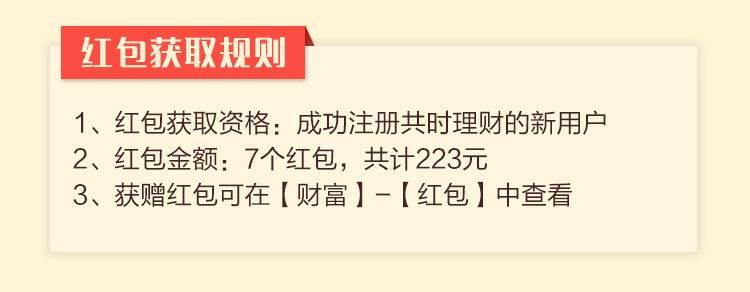 红包获取规则
1、红包获取资格：成功注册共时理财的新用户
2、红包金额：7个红包，共计223元
3、获赠红包可在【财富】–【红包】中查看